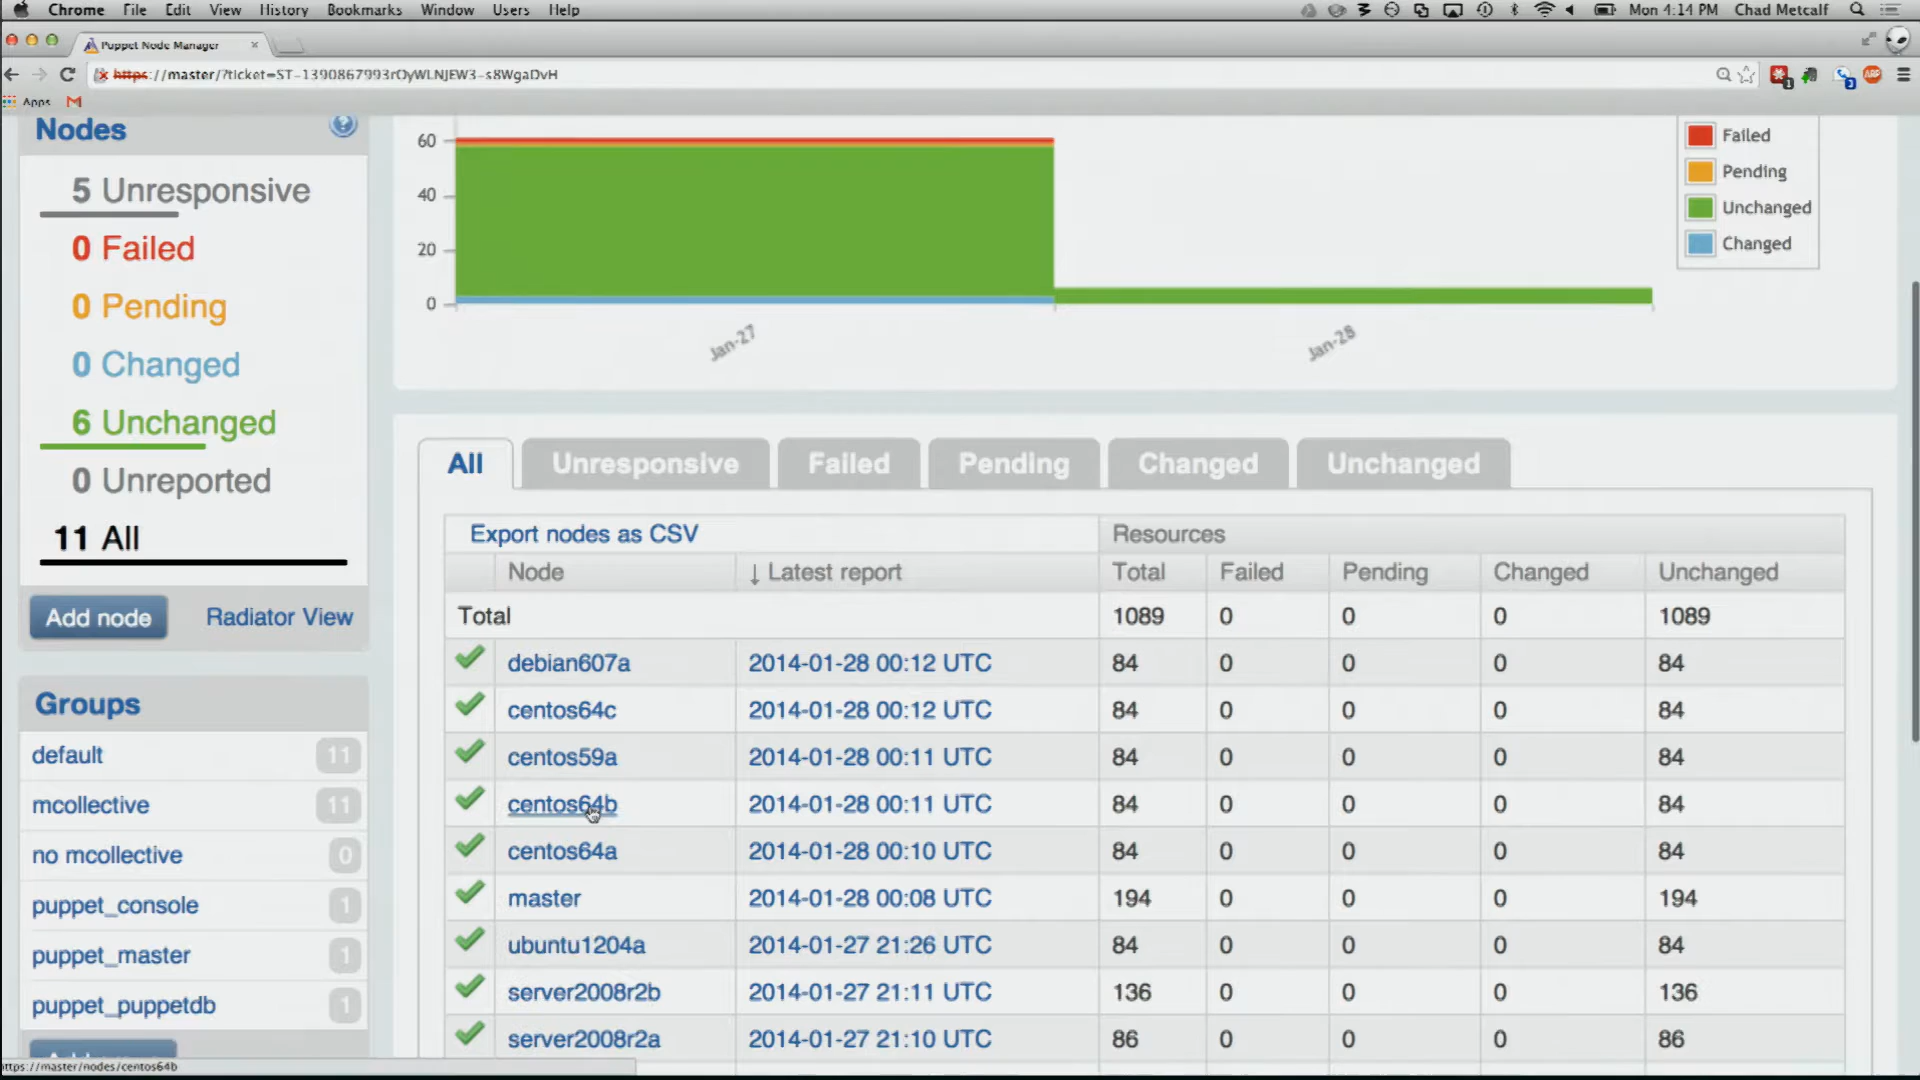 Chrome File Edit View History Bookmarks Window Users Help Mon 4:14 PM Chad Metcalf
Puppet Node Manager
https://master/?ticket=ST-1390867993rOyWLNJEW3-s8WgaDvH
Apps
Nodes
5 Unresponsive
0 Failed
0 Pending
0 Changed
6 Unchanged
0 Unreported
11 All
Add node Radiator View
Groups
default 11
mcollective 11
no mcollective 0
puppet_console 1
puppet_master 1
puppet_puppetdb 1
https://master/nodes/centos64b
60
40
20
0
Jan-27 Jan-28
Failed
Pending
Unchanged
Changed
All Unresponsive Failed Pending Changed Unchanged
Export nodes as CSV Resources
Node ↓ Latest report Total Failed Pending Changed Unchanged
Total 1089 0 0 0 1089
debian607a 2014-01-28 00:12 UTC 84 0 0 0 84
centos64c 2014-01-28 00:12 UTC 84 0 0 0 84
centos59a 2014-01-28 00:11 UTC 84 0 0 0 84
centos64b 2014-01-28 00:11 UTC 84 0 0 0 84
centos64a 2014-01-28 00:10 UTC 84 0 0 0 84
master 2014-01-28 00:08 UTC 194 0 0 0 194
ubuntu1204a 2014-01-27 21:26 UTC 84 0 0 0 84
server2008r2b 2014-01-27 21:11 UTC 136 0 0 0 136
server2008r2a 2014-01-27 21:10 UTC 86 0 0 0 86